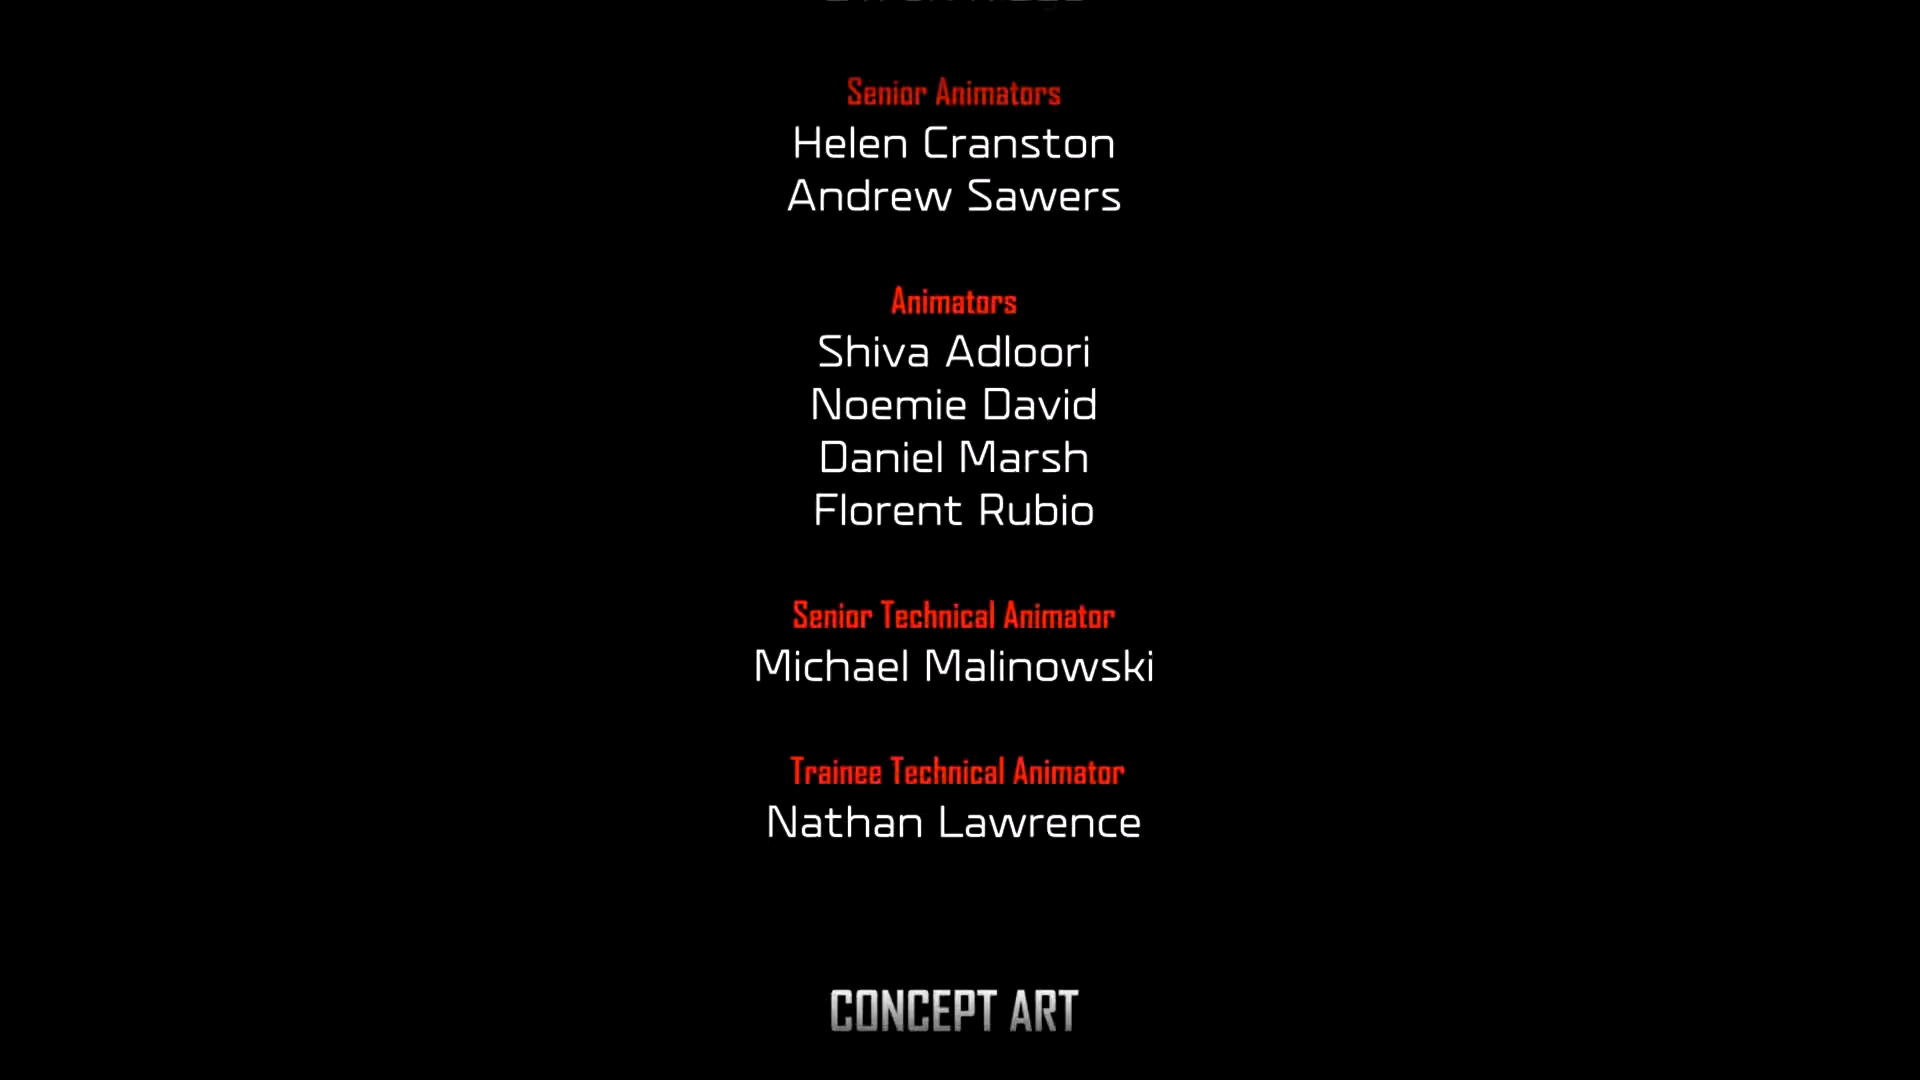 Senior Animators
Helen Cranston
Andrew Sawers
Animators
Shiva Adloori
Noemie David
Daniel Marsh
Florent Rubio
Senior Technical Animator
Michael Malinowski
Trainee Technical Animator
Nathan Lawrence
CONCEPT ART